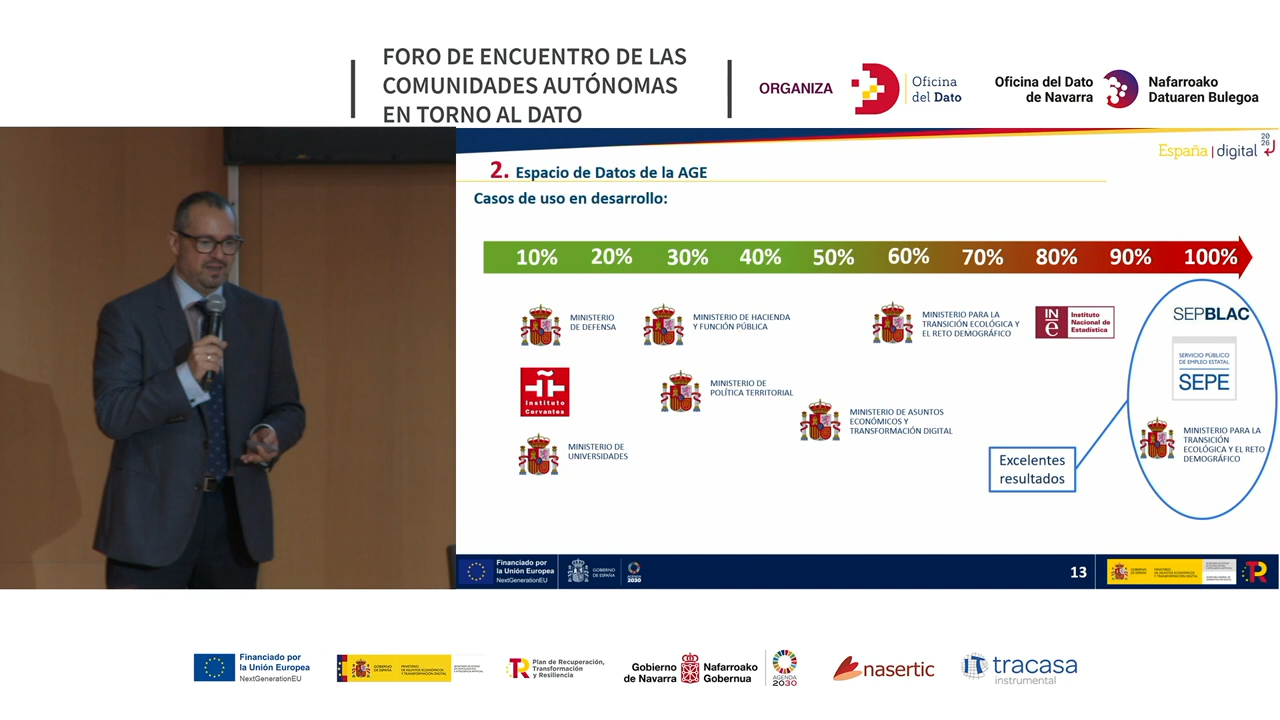 FORO DE ENCUENTRO DE LAS
COMUNIDADES AUTÓNOMAS
EN TORNO AL DATO
ORGANIZA
Oficina
del Dato
Oficina del Dato
de Navarra
Nafarroako
Datuaren Bulegoa
España | digital 2026
2. Espacio de Datos de la AGE
Casos de uso en desarrollo:
10% 20% 30% 40% 50% 60% 70% 80% 90% 100%
MINISTERIO
DE DEFENSA
MINISTERIO DE HACIENDA
Y FUNCIÓN PÚBLICA
MINISTERIO PARA LA
TRANSICIÓN ECOLÓGICA Y
EL RETO DEMOGRÁFICO
INe
Instituto
Nacional de
Estadística
SEPBLAC
SERVICIO PÚBLICO
DE EMPLEO ESTATAL
SEPE
Instituto
Cervantes
MINISTERIO DE
POLÍTICA TERRITORIAL
MINISTERIO DE ASUNTOS
ECONÓMICOS Y
TRANSFORMACIÓN DIGITAL
MINISTERIO DE
UNIVERSIDADES
MINISTERIO PARA LA
TRANSICIÓN
ECOLÓGICA Y EL RETO
DEMOGRÁFICO
Excelentes
resultados
Financiado por
la Unión Europea
NextGenerationEU
GOBIERNO
DE ESPAÑA
2030
13
Financiado por
la Unión Europea
NextGenerationEU
Plan de Recuperación,
Transformación
y Resiliencia
Gobierno
de Navarra
Nafarroako
Gobernua
AGENDA
2030
nasertic
tracasa
instrumental